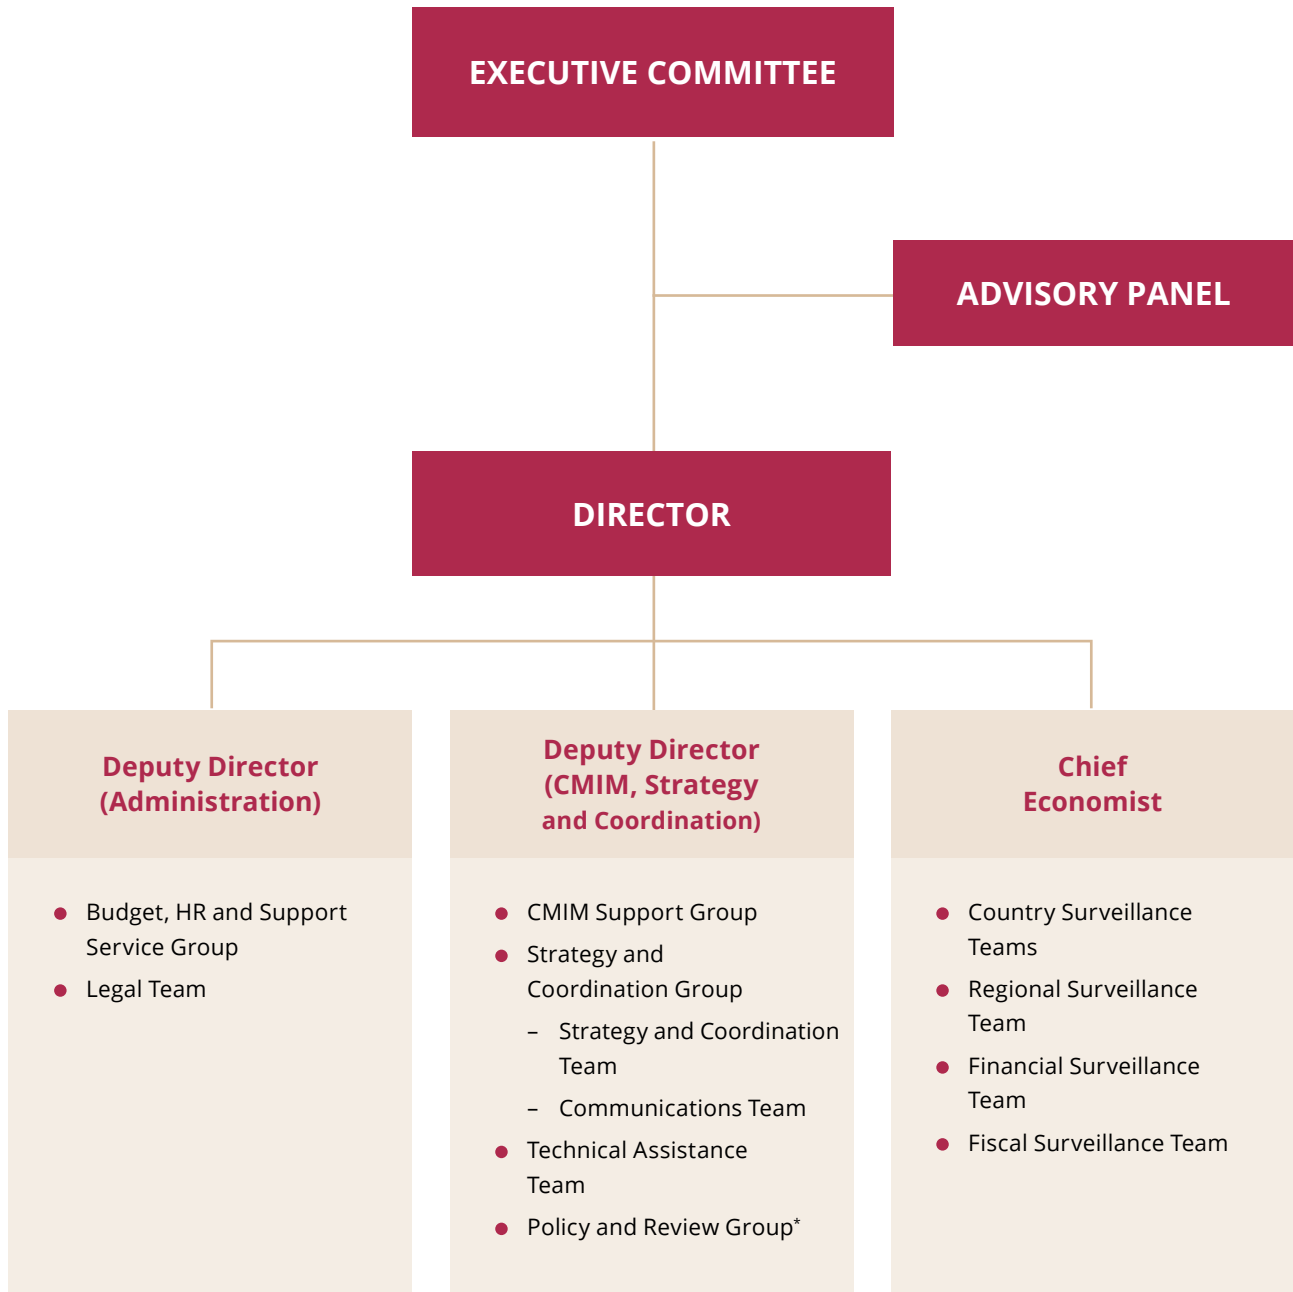 EXECUTIVE COMMITTEE
ADVISORY PANEL
DIRECTOR
Deputy Director
(Administration)
● Budget, HR and Support
Service Group
● Legal Team
Deputy Director
(CMIM, Strategy
and Coordination)
● CMIM Support Group
● Strategy and
Coordination Group
– Strategy and Coordination
Team
– Communications Team
● Technical Assistance
Team
● Policy and Review Group*
Chief
Economist
● Country Surveillance
Teams
● Regional Surveillance
Team
● Financial Surveillance
Team
● Fiscal Surveillance Team